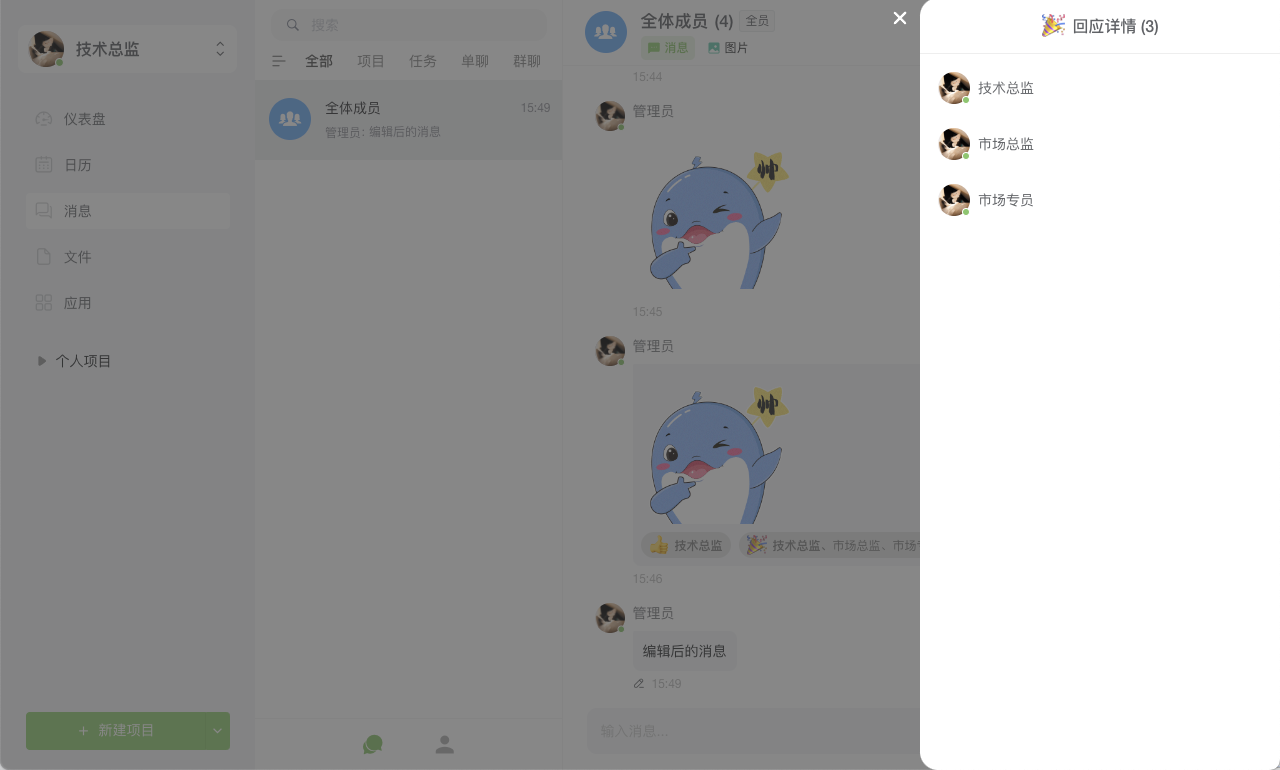 技术总监
仪表盘
日历
消息
文件
应用
个人项目
新建项目
搜索
全部 项目 任务 单聊 群聊
全体成员 15:49
管理员: 编辑后的消息
全体成员 (4) 全员
消息 图片
15:44
管理员
帅
15:45
管理员
帅
技术总监 技术总监、市场总监、市场
15:46
管理员
编辑后的消息
15:49
输入消息...
回应详情 (3)
技术总监
市场总监
市场专员